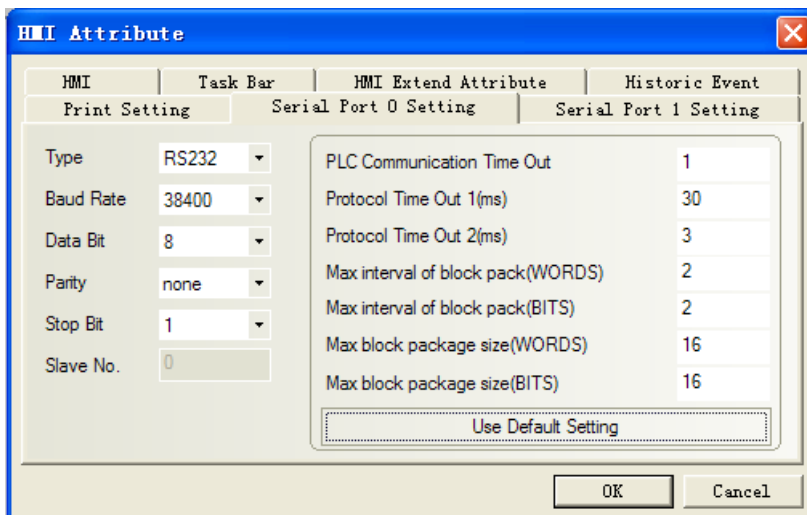 HMI Attribute
HMI Task Bar HMI Extend Attribute Historic Event
Print Setting Serial Port 0 Setting Serial Port 1 Setting
Type RS232
Baud Rate 38400
Data Bit 8
Parity none
Stop Bit 1
Slave No. 0
PLC Communication Time Out 1
Protocol Time Out 1(ms) 30
Protocol Time Out 2(ms) 3
Max interval of block pack(WORDS) 2
Max interval of block pack(BITS) 2
Max block package size(WORDS) 16
Max block package size(BITS) 16
Use Default Setting
OK Cancel